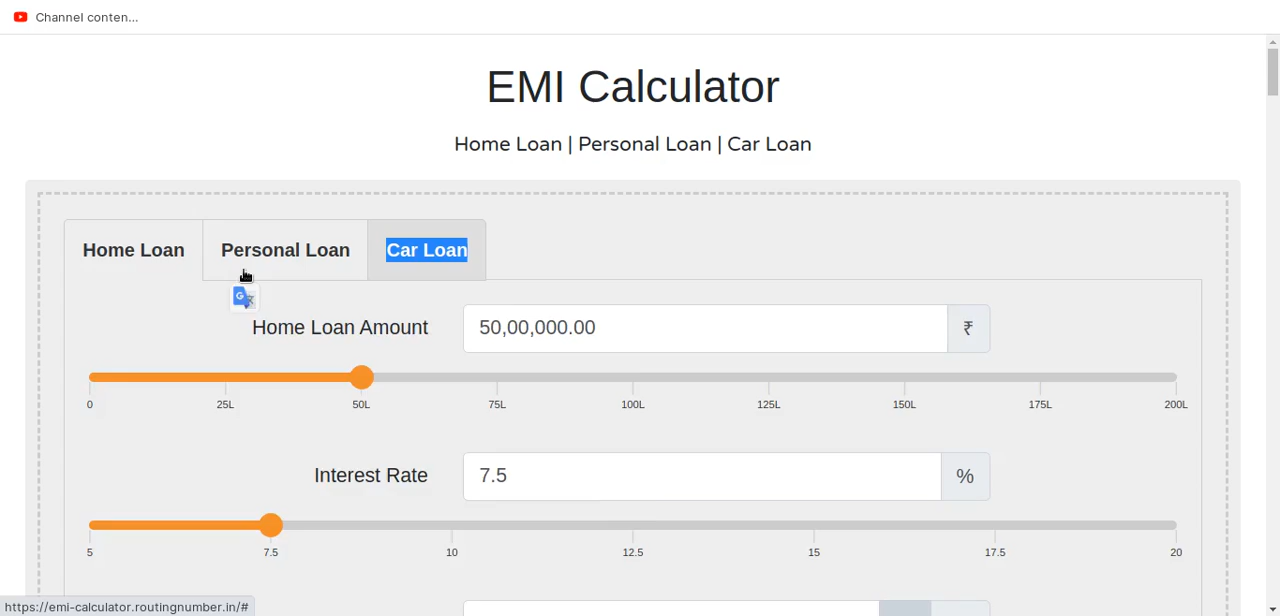 Channel conten...
EMI Calculator
Home Loan | Personal Loan | Car Loan
Home Loan Personal Loan Car Loan
Home Loan Amount 50,00,000.00 ₹
0 25L 50L 75L 100L 125L 150L 175L 200L
Interest Rate 7.5 %
5 7.5 10 12.5 15 17.5 20
https://emi-calculator.routingnumber.in/#